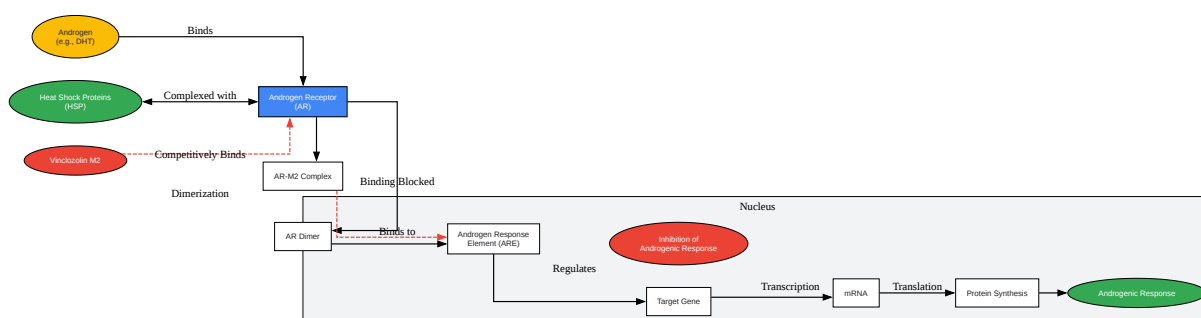 Androgen
(e.g., DHT)
Binds
Heat Shock Proteins
(HSP)
Complexed with
Androgen Receptor
(AR)
Vinclozolin M2
Competitively Binds
AR-M2 Complex
Dimerization
Binding Blocked
Nucleus
AR Dimer
Binds to
Androgen Response
Element (ARE)
Inhibition of
Androgenic Response
Regulates
Target Gene
Transcription
mRNA
Translation
Protein Synthesis
Androgenic Response